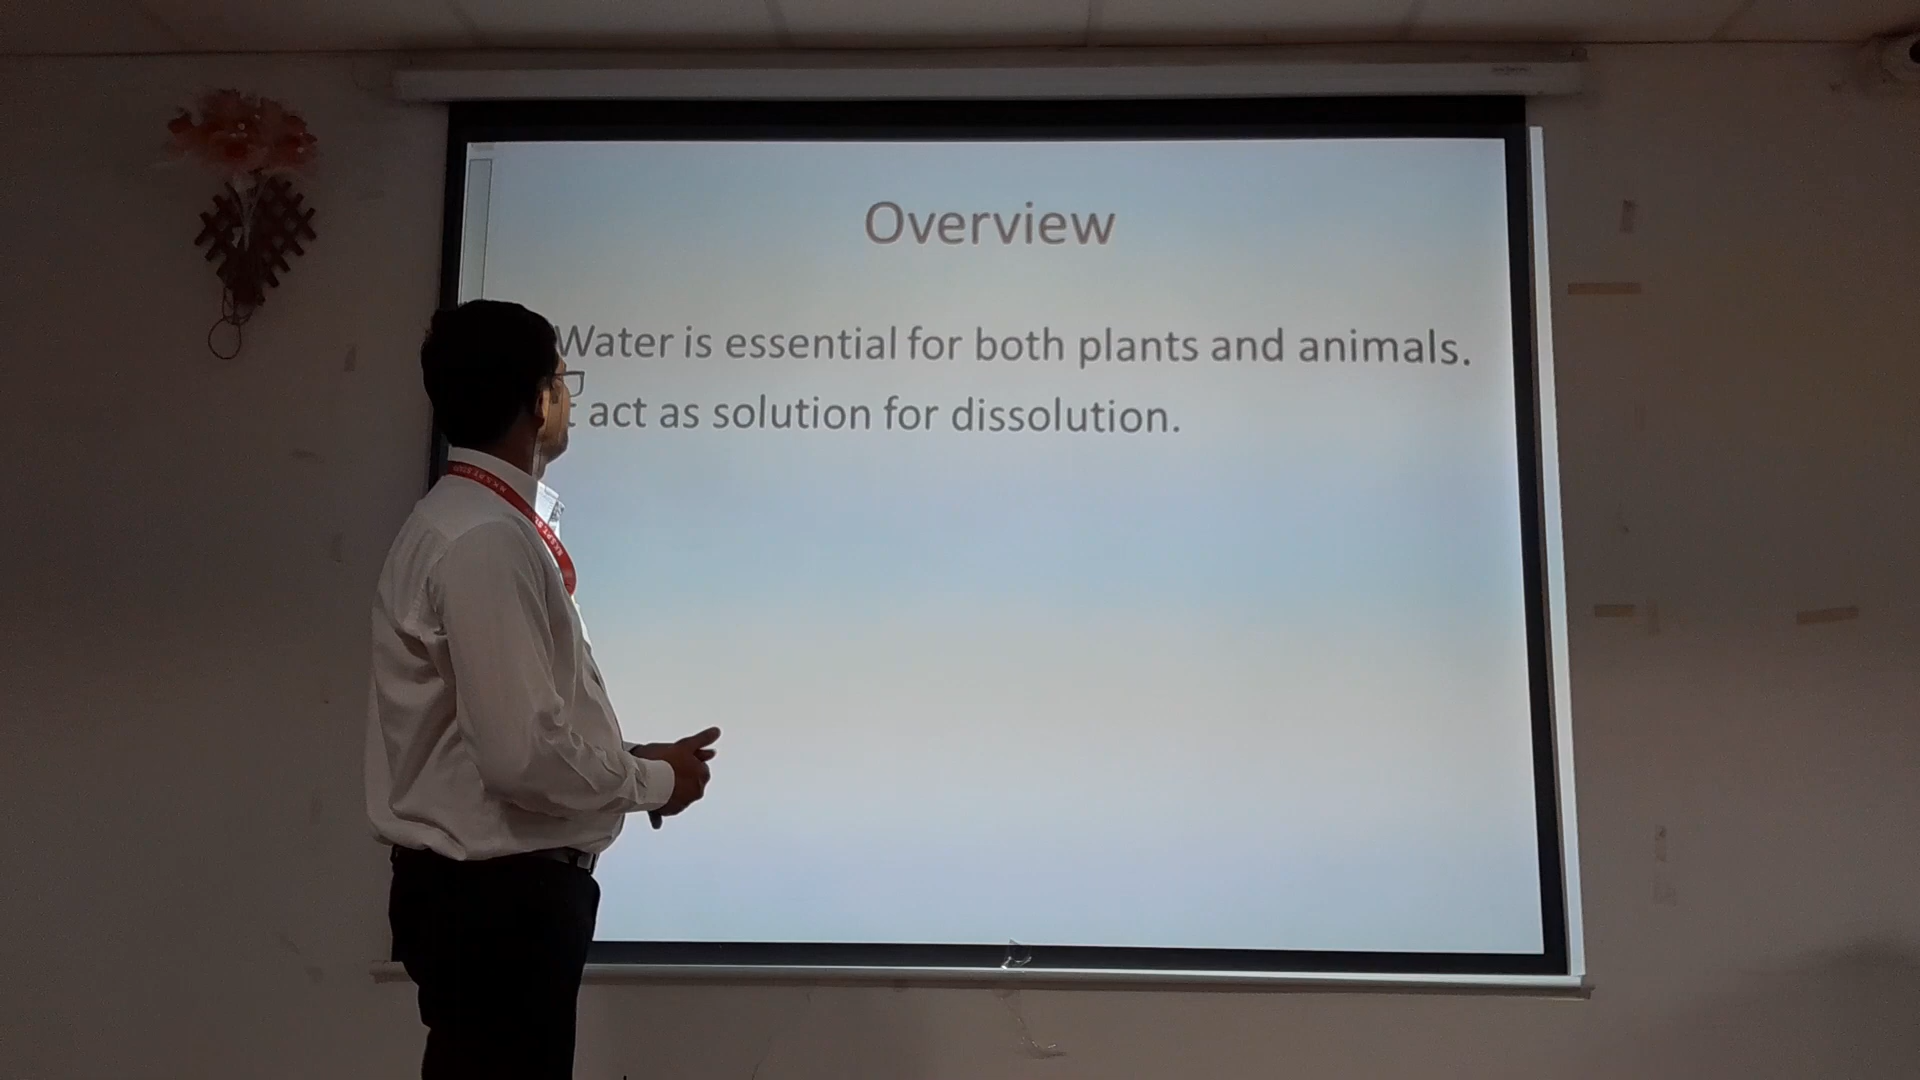 Overview
Water is essential for both plants and animals.
act as solution for dissolution.